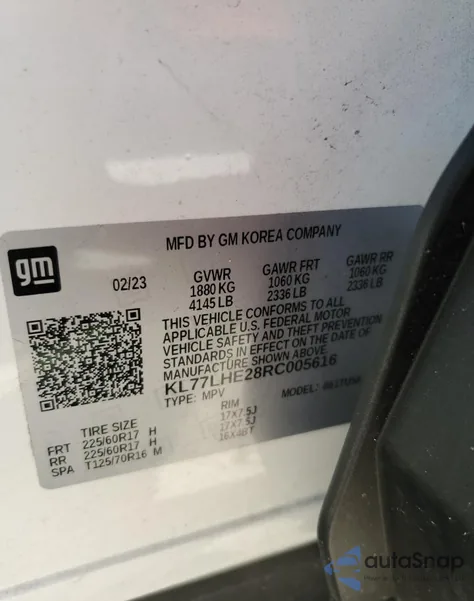 MFD BY GM KOREA COMPANY
gm
02/23
GVWR GAWR FRT GAWR RR
1880 KG 1060 KG 1060 KG
4145 LB 2336 LB 2336 LB
THIS VEHICLE CONFORMS TO ALL
APPLICABLE U.S. FEDERAL MOTOR
VEHICLE SAFETY AND THEFT PREVENTION
STANDARDS IN EFFECT ON THE DATE OF
MANUFACTURE SHOWN ABOVE.
KL77LHE28RC005616
TYPE: MPV MODEL:
TIRE SIZE RIM
FRT 225/60R17 H 17X7.5J
RR 225/60R17 H 17X7.5J
SPA T125/70R16 M 16X4BT
autoSnap